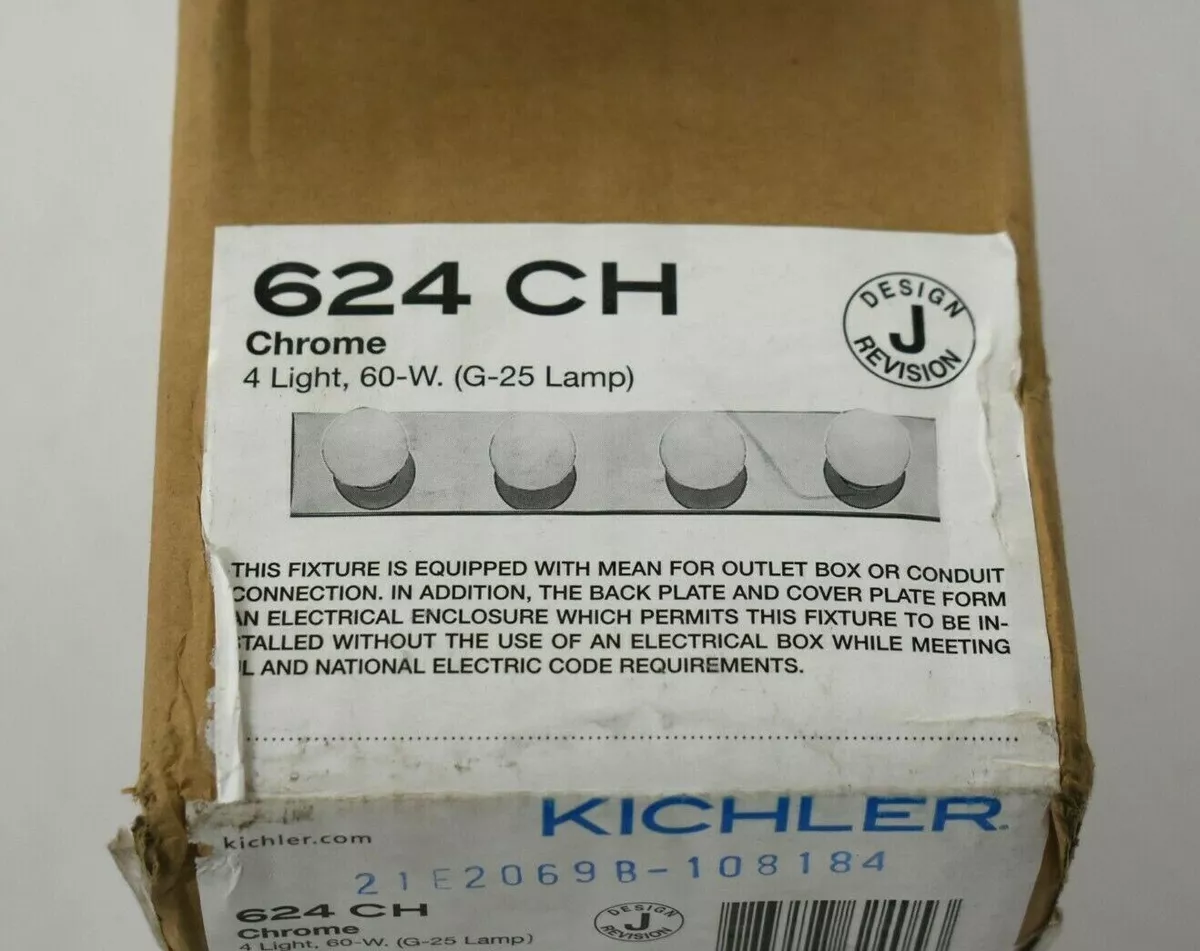 624 CH
Chrome
4 Light, 60-W. (G-25 Lamp)
DESIGN
J
REVISION
THIS FIXTURE IS EQUIPPED WITH MEAN FOR OUTLET BOX OR CONDUIT
CONNECTION. IN ADDITION, THE BACK PLATE AND COVER PLATE FORM
AN ELECTRICAL ENCLOSURE WHICH PERMITS THIS FIXTURE TO BE IN-
STALLED WITHOUT THE USE OF AN ELECTRICAL BOX WHILE MEETING
UL AND NATIONAL ELECTRIC CODE REQUIREMENTS.
KICHLER
kichler.com
21E2069B-108184
624 CH
Chrome
4 Light, 60-W. (G-25 Lamp)
DESIGN
J
REVISION